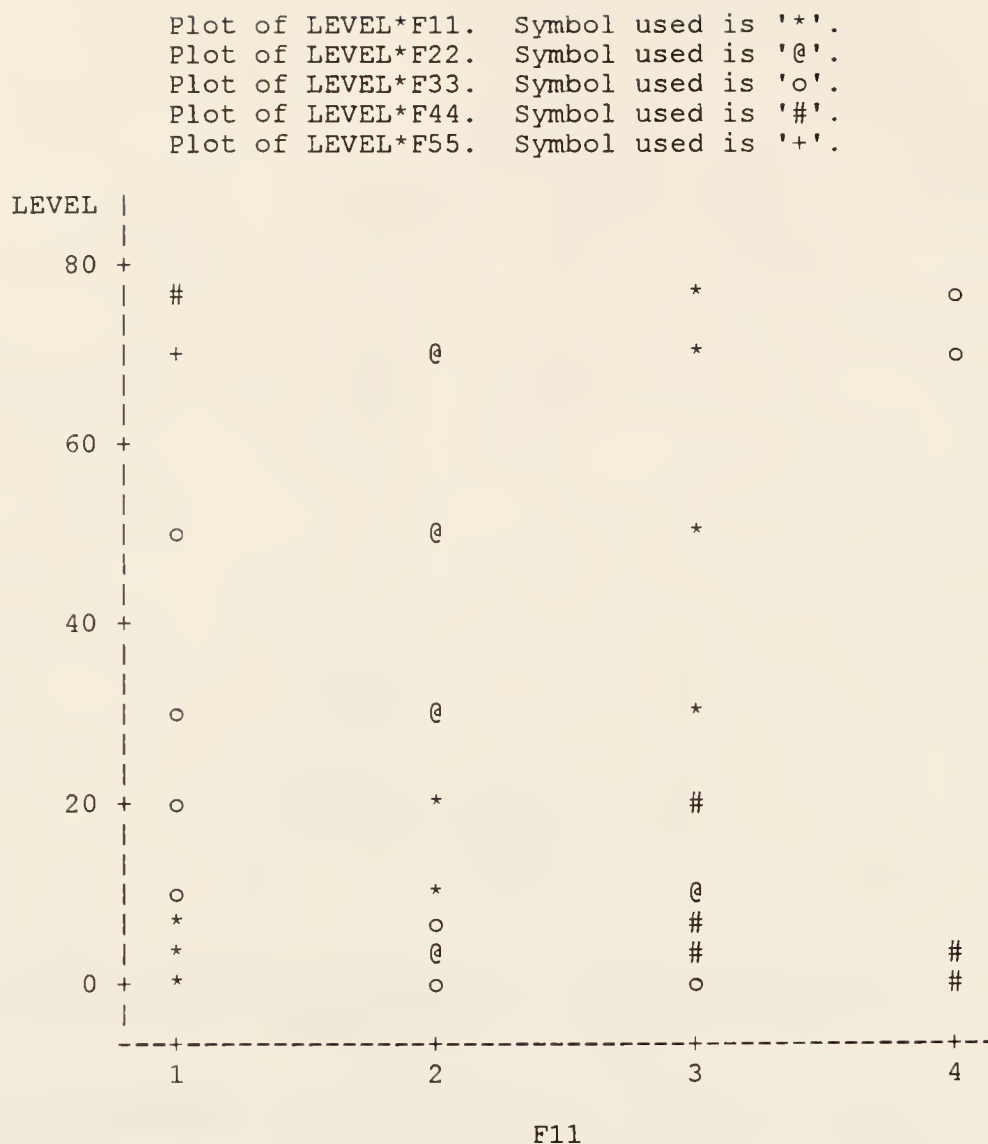 Plot of LEVEL*F11.  Symbol used is '*'.
Plot of LEVEL*F22.  Symbol used is '@'.
Plot of LEVEL*F33.  Symbol used is 'o'.
Plot of LEVEL*F44.  Symbol used is '#'.
Plot of LEVEL*F55.  Symbol used is '+'.
LEVEL |
|
80 +
| # * o
|
| + @ * o
|
|
60 +
|
|
| o @ *
|
|
40 +
|
|
| o @ *
|
|
20 + o * #
|
|
| o * @
| * o #
| * @ # #
0 + * o o #
|
---+-----------------+-----------------+-----------------+--
1 2 3 4
F11